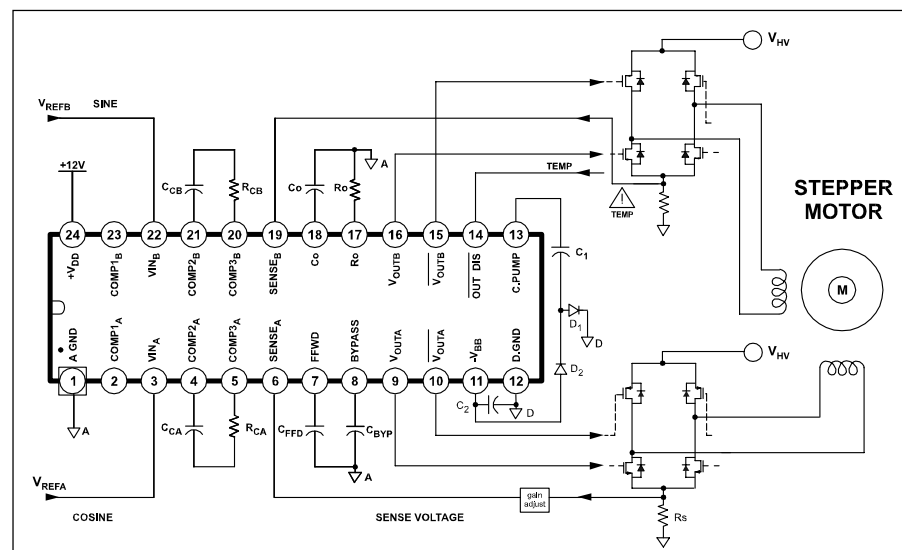 V_HV
V_REFB SINE
+12V
C_CB R_CB Co Ro A
TEMP
TEMP
STEPPER
MOTOR
24 23 22 21 20 19 18 17 16 15 14 13
+V_DD COMP1_B VIN_B COMP2_B COMP3_B SENSE_B Co Ro V_OUTB V_OUTB OUT DIS C.PUMP
C_1
D_1 D
M
A GND COMP1_A VIN_A COMP2_A COMP3_A SENSE_A FFWD BYPASS V_OUTA V_OUTA -V_BB D.GND
D_2
V_HV
1 2 3 4 5 6 7 8 9 10 11 12
C_2 D
A C_CA R_CA C_FFD C_BYP A
V_REFA
COSINE SENSE VOLTAGE
gain
adjust
Rs